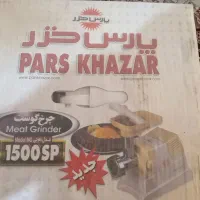 پارس خزر
پارس خزر
PARS KHAZAR
چرخ گوشت
Meat Grinder
1500SP
جدید